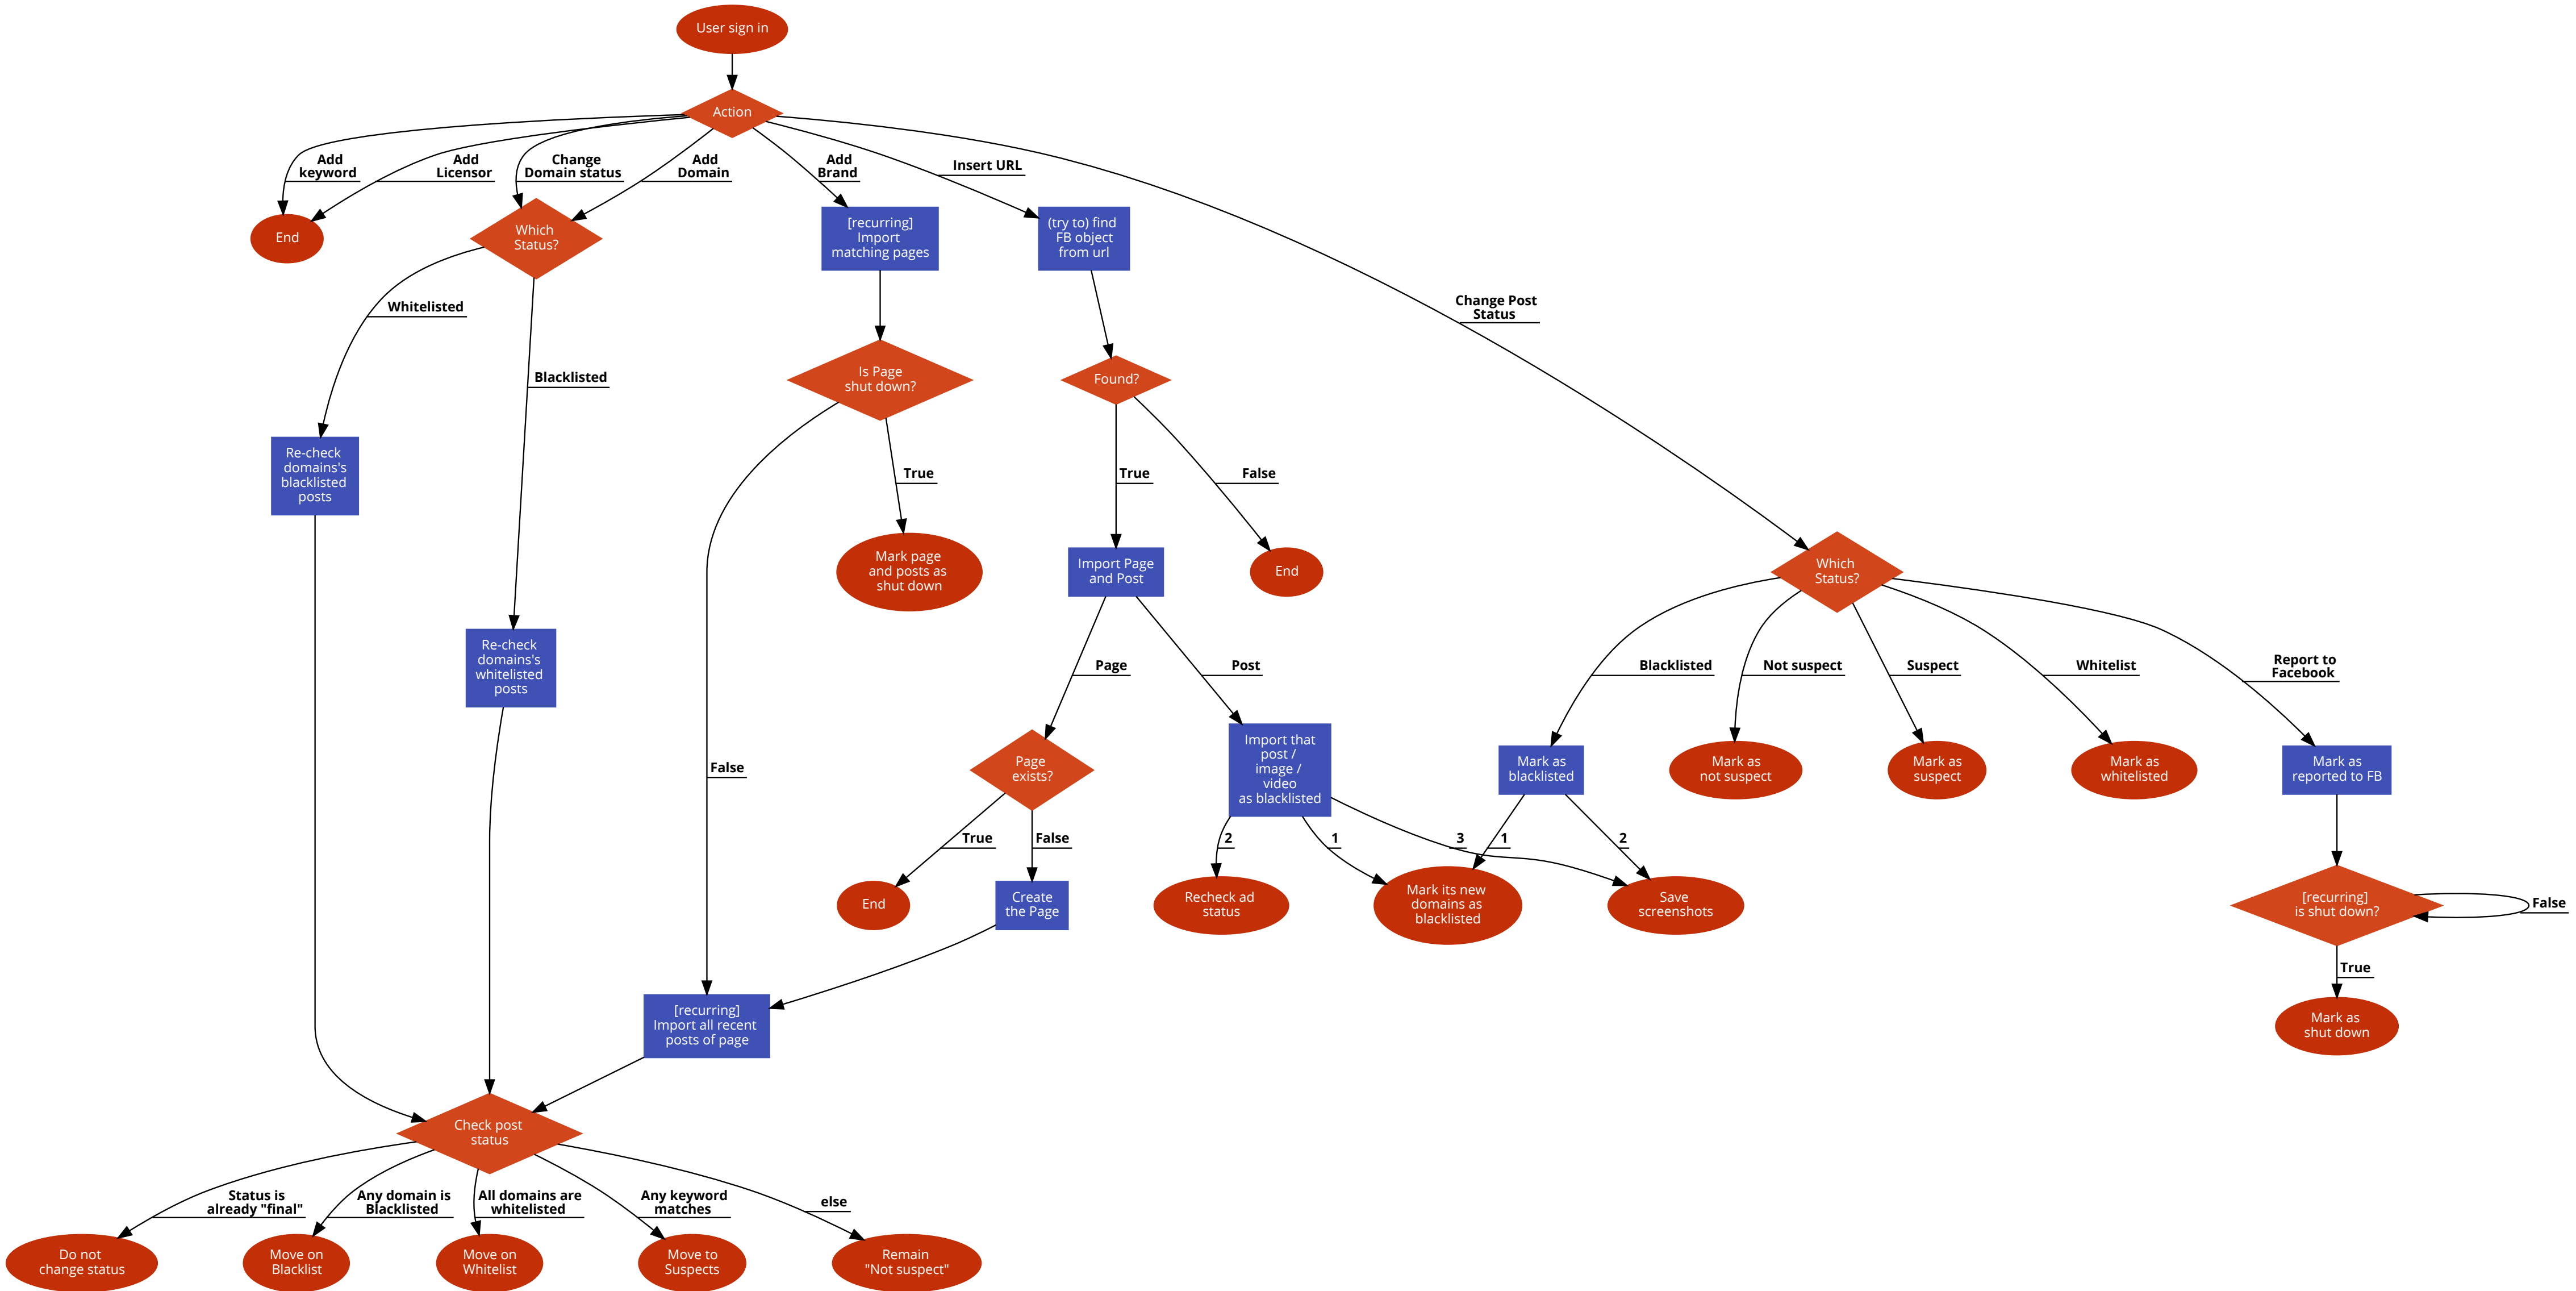 User sign in
Action
Add
keyword
Add
Licensor
Change
Domain status
Add
Domain
Add
Brand
Insert URL
End
Which
Status?
[recurring]
Import
matching pages
(try to) find
FB object
from url
Whitelisted
Change Post
Status
Blacklisted
Is Page
shut down?
Found?
Re-check
domains's
blacklisted
posts
True
True
False
Mark page
and posts as
shut down
Import Page
and Post
End
Which
Status?
Re-check
domains's
whitelisted
posts
Page
Post
Blacklisted
Not suspect
Suspect
Whitelist
Report to
Facebook
False
Page
exists?
Import that
post /
image /
video
as blacklisted
Mark as
blacklisted
Mark as
not suspect
Mark as
suspect
Mark as
whitelisted
Mark as
reported to FB
True
False
2
1
3
1
2
End
Create
the Page
Recheck ad
status
Mark its new
domains as
blacklisted
Save
screenshots
[recurring]
is shut down?
False
True
[recurring]
Import all recent
posts of page
Mark as
shut down
Check post
status
Status is
already "final"
Any domain is
Blacklisted
All domains are
whitelisted
Any keyword
matches
else
Do not
change status
Move on
Blacklist
Move on
Whitelist
Move to
Suspects
Remain
"Not suspect"